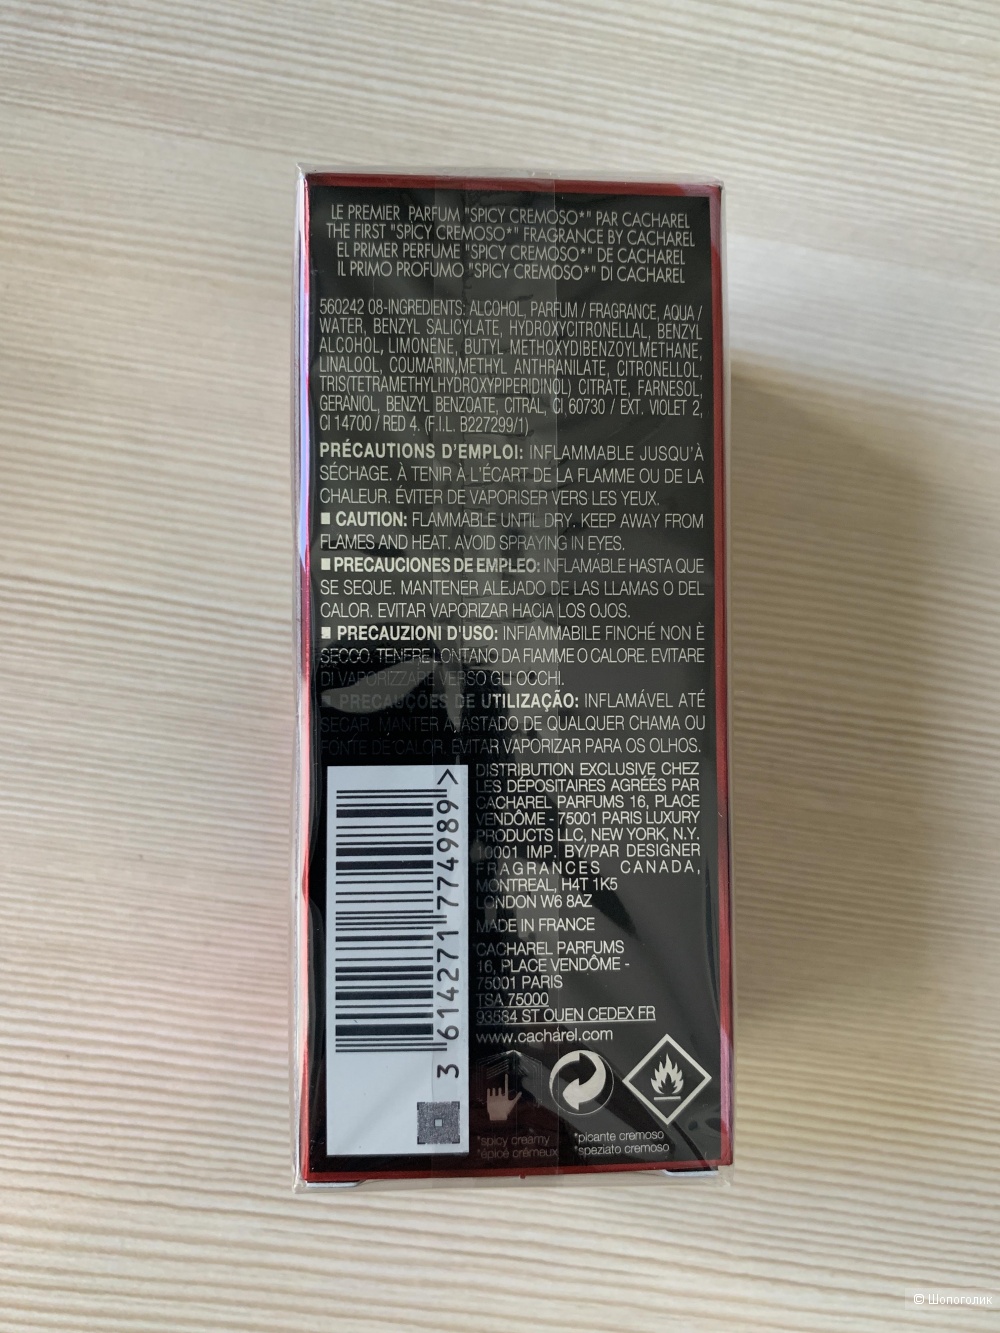 LE PREMIER PARFUM "SPICY CREMOSO*" PAR CACHAREL
THE FIRST "SPICY CREMOSO*" FRAGRANCE BY CACHAREL
EL PRIMER PERFUME "SPICY CREMOSO*" DE CACHAREL
IL PRIMO PROFUMO "SPICY CREMOSO*" DI CACHAREL
560242 08-INGREDIENTS: ALCOHOL, PARFUM / FRAGRANCE, AQUA /
WATER, BENZYL SALICYLATE, HYDROXYCITRONELLAL, BENZYL
ALCOHOL, LIMONENE, BUTYL METHOXYDIBENZOYLMETHANE,
LINALOOL, COUMARIN,METHYL ANTHRANILATE, CITRONELLOL,
TRIS(TETRAMETHYLHYDROXYPIPERIDINOL) CITRATE, FARNESOL,
GERANIOL, BENZYL BENZOATE, CITRAL, CI 60730 / EXT. VIOLET 2,
CI 14700 / RED 4. (F.I.L. B227299/1)
PRÉCAUTIONS D'EMPLOI: INFLAMMABLE JUSQU'À
SÉCHAGE. À TENIR À L'ÉCART DE LA FLAMME OU DE LA
CHALEUR. ÉVITER DE VAPORISER VERS LES YEUX.
■ CAUTION: FLAMMABLE UNTIL DRY. KEEP AWAY FROM
FLAMES AND HEAT. AVOID SPRAYING IN EYES.
■ PRECAUCIONES DE EMPLEO: INFLAMABLE HASTA QUE
SE SEQUE. MANTENER ALEJADO DE LAS LLAMAS O DEL
CALOR. EVITAR VAPORIZAR HACIA LOS OJOS.
■ PRECAUZIONI D'USO: INFIAMMABILE FINCHÉ NON È
SECCO. TENERE LONTANO DA FIAMME O CALORE. EVITARE
DI VAPORIZZARE VERSO GLI OCCHI.
■ PRECAUÇÕES DE UTILIZAÇÃO: INFLAMÁVEL ATÉ
SECAR. MANTER AFASTADO DE QUALQUER CHAMA OU
FONTE DE CALOR. EVITAR VAPORIZAR PARA OS OLHOS.
DISTRIBUTION EXCLUSIVE CHEZ
LES DÉPOSITAIRES AGRÉÉS PAR
CACHAREL PARFUMS 16, PLACE
VENDÔME - 75001 PARIS LUXURY
PRODUCTS LLC, NEW YORK, N.Y.
10001 IMP. BY/PAR DESIGNER
FRAGRANCES CANADA,
MONTREAL, H4T 1K5
LONDON W6 8AZ
MADE IN FRANCE
CACHAREL PARFUMS
16, PLACE VENDÔME -
75001 PARIS
TSA 75000
93584 ST OUEN CEDEX FR
www.cacharel.com
3 614271 774989 >
*spicy creamy
*épicé crémeux
*picante cremoso
*speziato cremoso
© Шопоголик